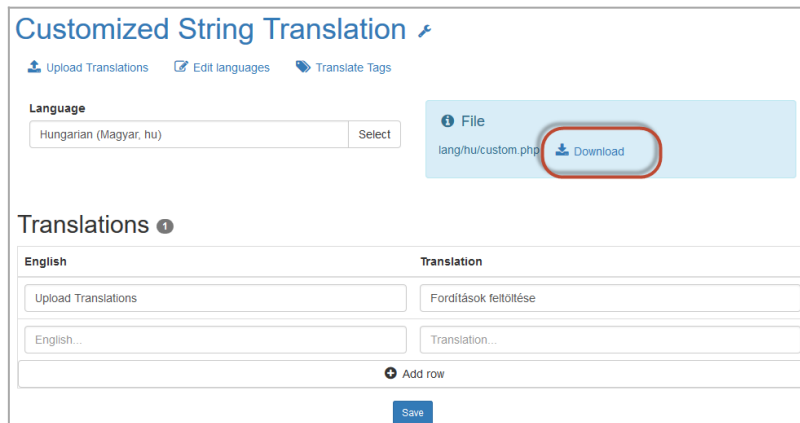 Customized String Translation
Upload Translations Edit languages Translate Tags
Language
Hungarian (Magyar, hu) Select
File
lang/hu/custom.php Download
Translations 1
English Translation
Upload Translations Fordítások feltöltése
English... Translation...
Add row
Save